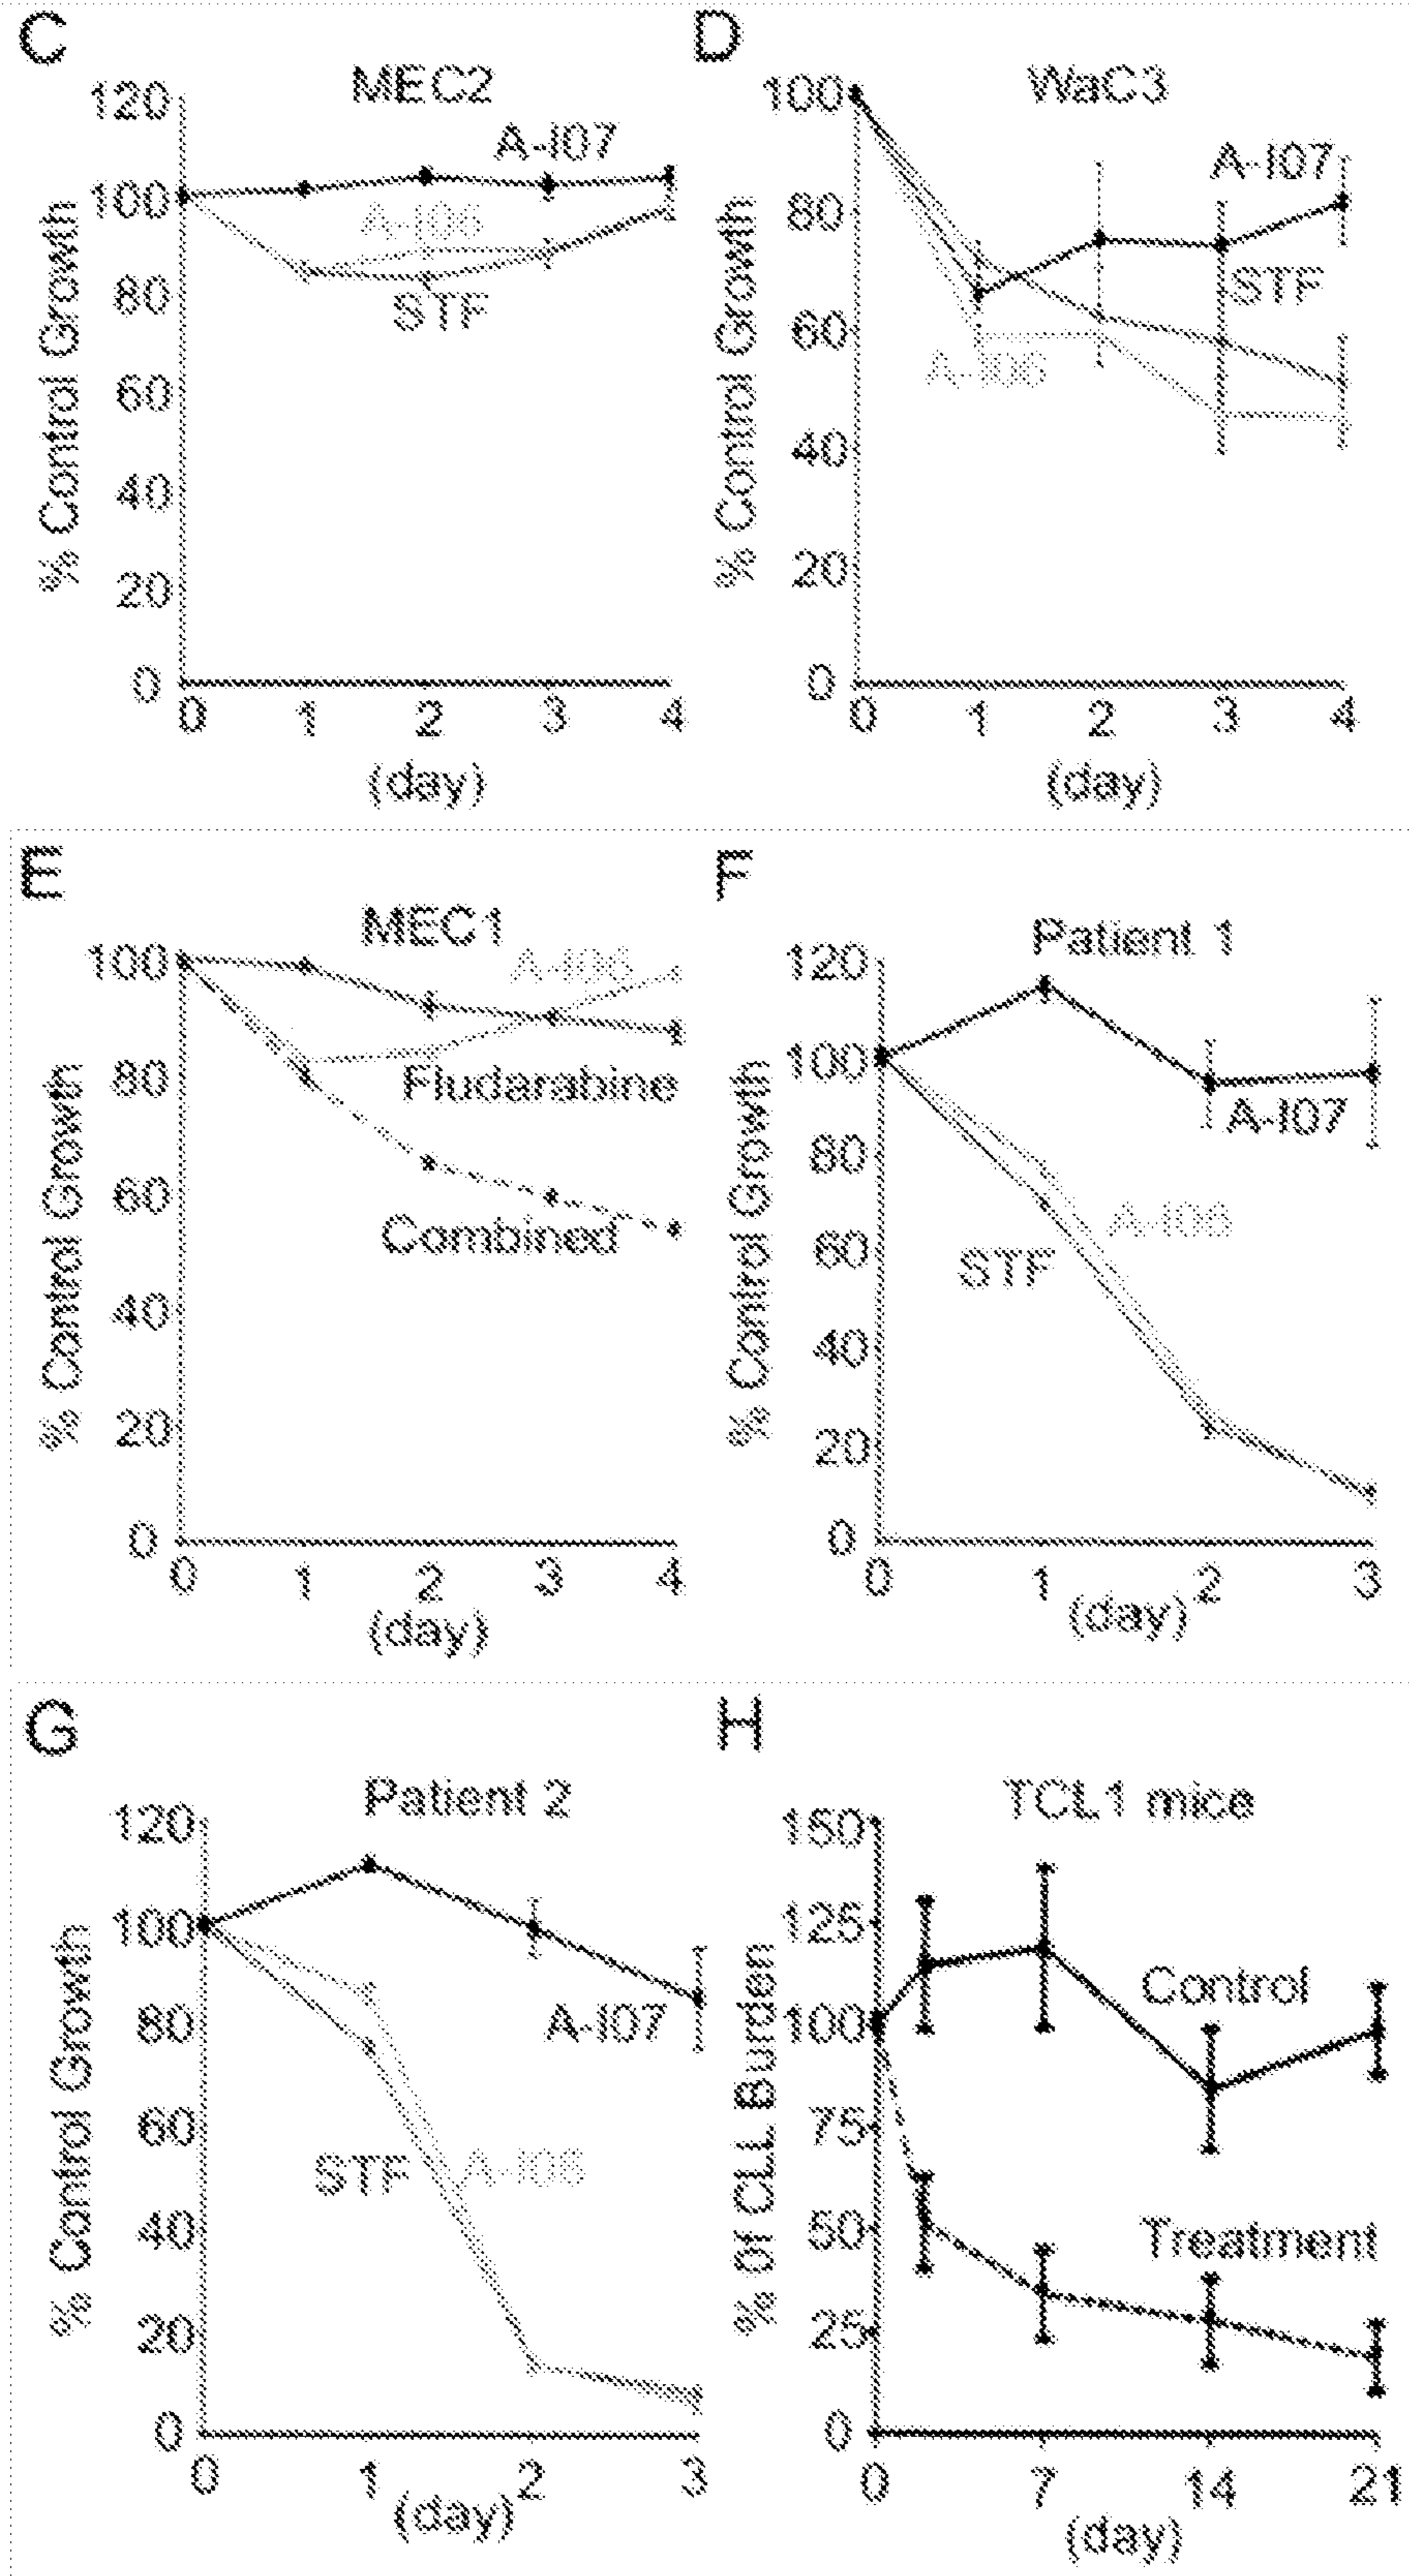 C
MEC2
120
100
80
60
40
20
0
% Control Growth
A-I07
A-I06
STF
0 1 2 3 4
(day)
D
WaC3
100
80
60
40
20
0
% Control Growth
A-I07
STF
A-I06
0 1 2 3 4
(day)
E
MEC1
100
80
60
40
20
0
% Control Growth
A-I06
Fludarabine
Combined
0 1 2 3 4
(day)
F
Patient 1
120
100
80
60
40
20
0
% Control Growth
A-I07
A-I06
STF
0 1 2 3
(day)
G
Patient 2
120
100
80
60
40
20
0
% Control Growth
A-I07
STF
A-I06
0 1 2 3
(day)
H
TCL1 mice
150
125
100
75
50
25
0
% of CLL Burden
Control
Treatment
0 7 14 21
(day)